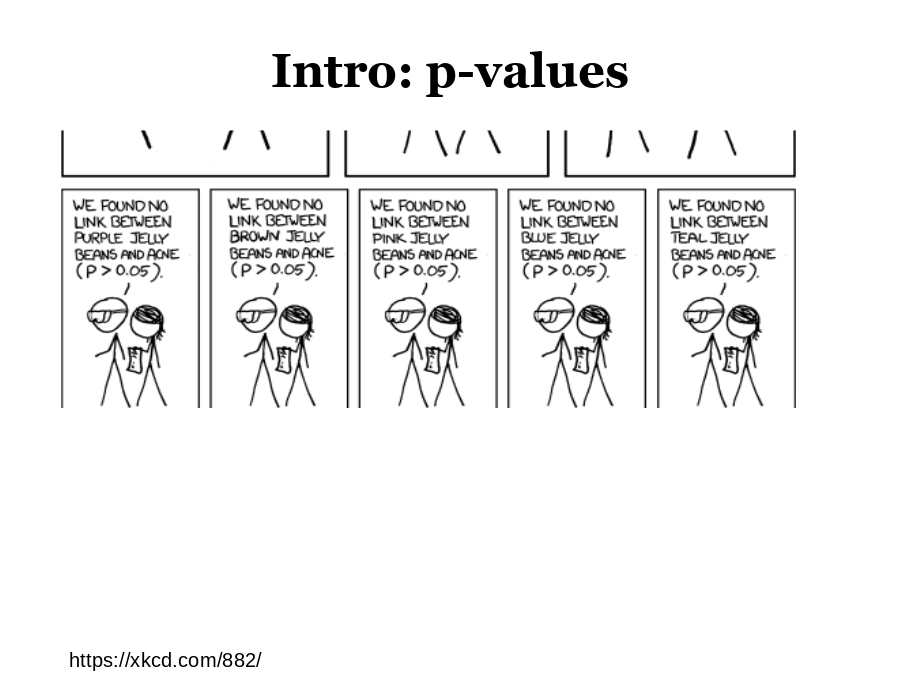 Intro: p-values
WE FOUND NO
LINK BETWEEN
PURPLE JELLY
BEANS AND ACNE
(P > 0.05).
WE FOUND NO
LINK BETWEEN
BROWN JELLY
BEANS AND ACNE
(P > 0.05).
WE FOUND NO
LINK BETWEEN
PINK JELLY
BEANS AND ACNE
(P > 0.05).
WE FOUND NO
LINK BETWEEN
BLUE JELLY
BEANS AND ACNE
(P > 0.05).
WE FOUND NO
LINK BETWEEN
TEAL JELLY
BEANS AND ACNE
(P > 0.05).
https://xkcd.com/882/